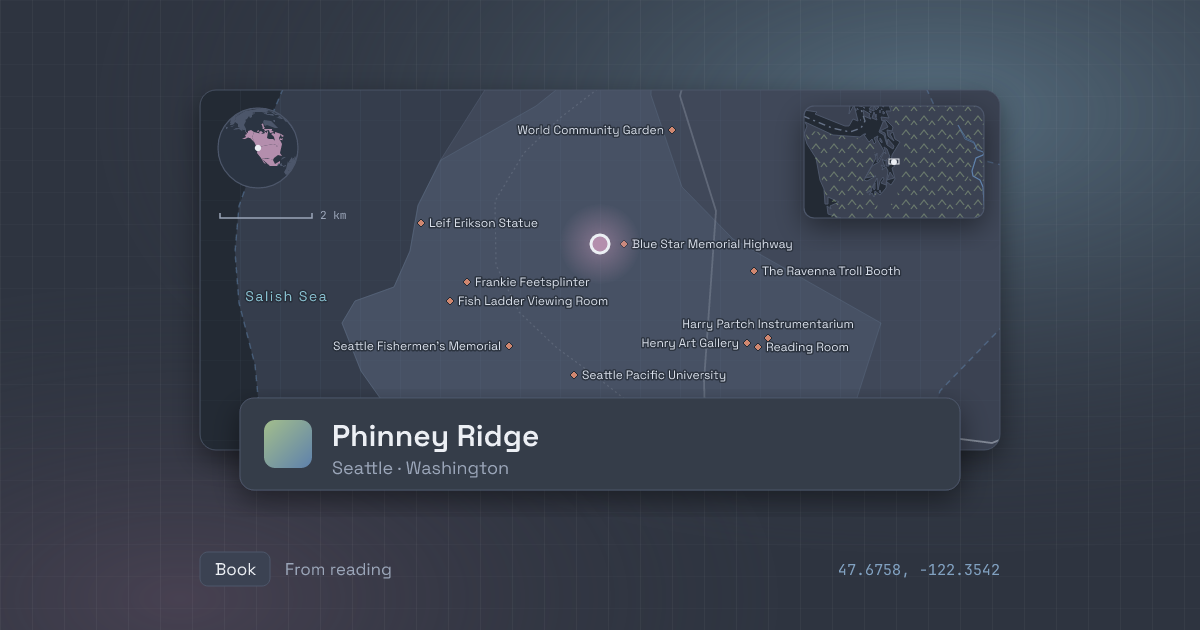 World Community Garden
2 km
Leif Erikson Statue
Blue Star Memorial Highway
The Ravenna Troll Booth
Frankie Feetsplinter
Salish Sea
Fish Ladder Viewing Room
Harry Partch Instrumentarium
Seattle Fishermen's Memorial
Henry Art Gallery
Reading Room
Seattle Pacific University
Phinney Ridge
Seattle · Washington
Book
From reading
47.6758, -122.3542